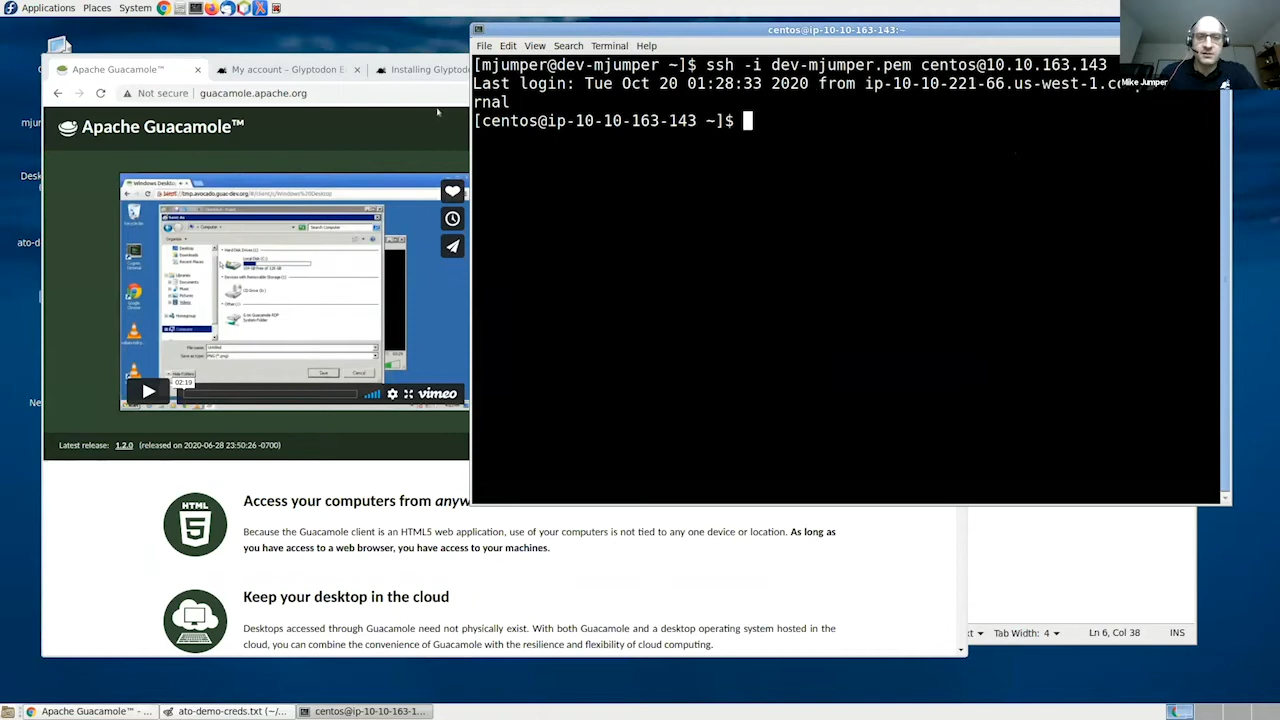 Applications Places System
centos@ip-10-10-163-143:~
File Edit View Search Terminal Help
[mjumper@dev-mjumper ~]$ ssh -i dev-mjumper.pem centos@10.10.163.143
Last login: Tue Oct 20 01:28:33 2020 from ip-10-10-221-66.us-west-1.co
rnal
[centos@ip-10-10-163-143 ~]$
Mike Jumper
Apache Guacamole™
My account – Glyptodon E
Installing Glyptodo
Not secure guacamole.apache.org
Apache Guacamole™
02:19
vimeo
Latest release: 1.2.0 (released on 2020-06-28 23:50:26 -0700)
HTML
5
Access your computers from anyw
Because the Guacamole client is an HTML5 web application, use of your computers is not tied to any one device or location. As long as
you have access to a web browser, you have access to your machines.
Keep your desktop in the cloud
Desktops accessed through Guacamole need not physically exist. With both Guacamole and a desktop operating system hosted in the
cloud, you can combine the convenience of Guacamole with the resilience and flexibility of cloud computing.
mju
Desk
ato-d
Ne
xt Tab Width: 4 Ln 6, Col 38 INS
Apache Guacamole™ - ...
ato-demo-creds.txt (~/...
centos@ip-10-10-163-1...